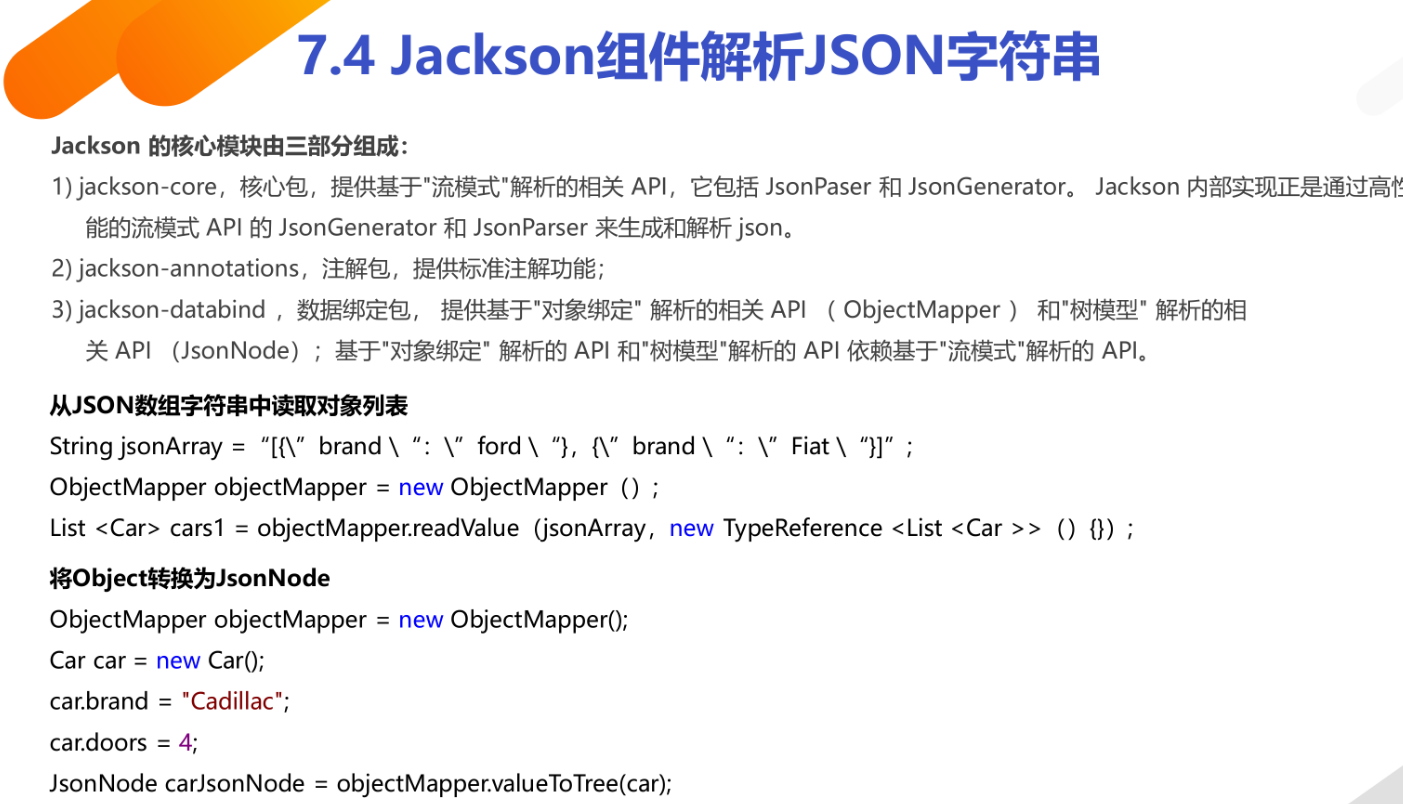 7.4 Jackson组件解析JSON字符串
Jackson 的核心模块由三部分组成：
1) jackson-core，核心包，提供基于"流模式"解析的相关 API，它包括 JsonPaser 和 JsonGenerator。 Jackson 内部实现正是通过高性
能的流模式 API 的 JsonGenerator 和 JsonParser 来生成和解析 json。
2) jackson-annotations，注解包，提供标准注解功能；
3) jackson-databind ，数据绑定包， 提供基于"对象绑定" 解析的相关 API （ ObjectMapper ） 和"树模型" 解析的相
关 API （JsonNode）；基于"对象绑定" 解析的 API 和"树模型"解析的 API 依赖基于"流模式"解析的 API。
从JSON数组字符串中读取对象列表
String jsonArray =“[{\”brand \“：\”ford \“}，{\”brand \“：\”Fiat \“}]”;
ObjectMapper objectMapper = new ObjectMapper（）;
List <Car> cars1 = objectMapper.readValue（jsonArray，new TypeReference <List <Car >>（）{}）;
将Object转换为JsonNode
ObjectMapper objectMapper = new ObjectMapper();
Car car = new Car();
car.brand = "Cadillac";
car.doors = 4;
JsonNode carJsonNode = objectMapper.valueToTree(car);